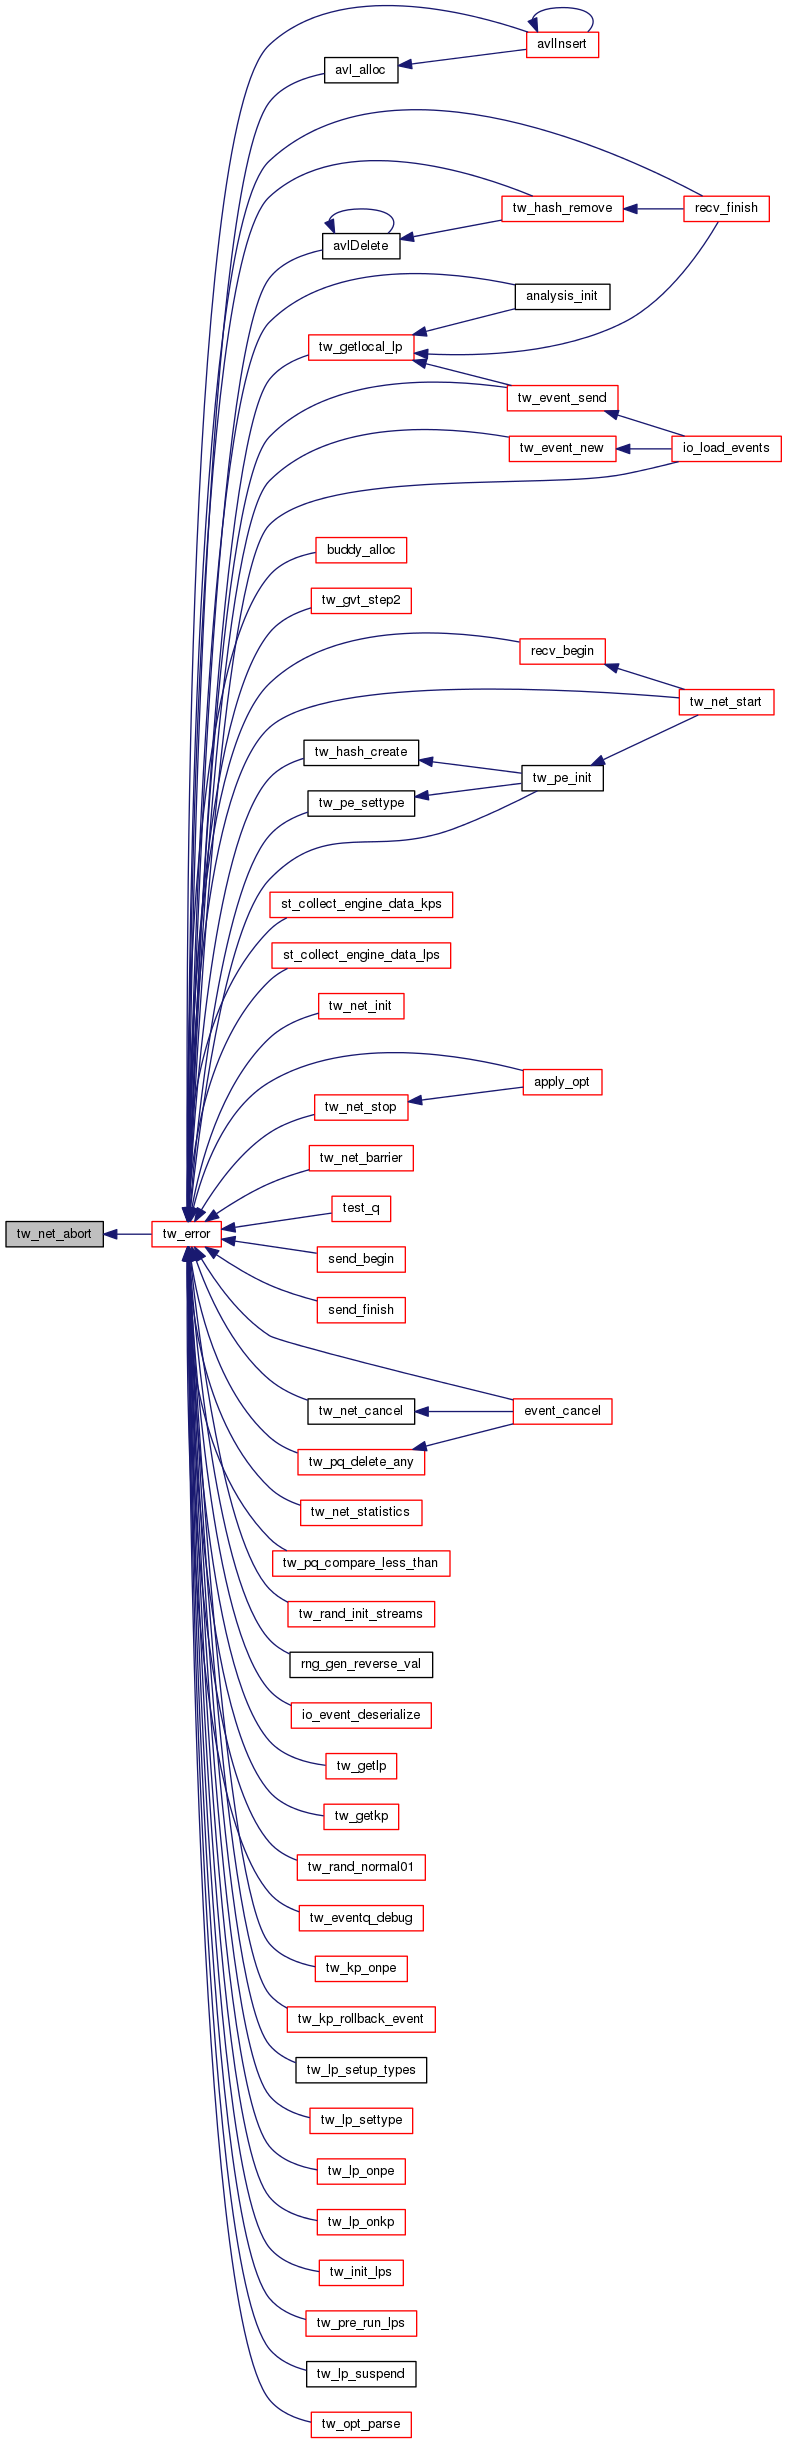 avlInsert
avl_alloc
tw_hash_remove
recv_finish
avlDelete
analysis_init
tw_getlocal_lp
tw_event_send
tw_event_new
io_load_events
buddy_alloc
tw_gvt_step2
recv_begin
tw_net_start
tw_hash_create
tw_pe_init
tw_pe_settype
st_collect_engine_data_kps
st_collect_engine_data_lps
tw_net_init
apply_opt
tw_net_stop
tw_net_barrier
test_q
tw_net_abort
tw_error
send_begin
send_finish
tw_net_cancel
event_cancel
tw_pq_delete_any
tw_net_statistics
tw_pq_compare_less_than
tw_rand_init_streams
rng_gen_reverse_val
io_event_deserialize
tw_getlp
tw_getkp
tw_rand_normal01
tw_eventq_debug
tw_kp_onpe
tw_kp_rollback_event
tw_lp_setup_types
tw_lp_settype
tw_lp_onpe
tw_lp_onkp
tw_init_lps
tw_pre_run_lps
tw_lp_suspend
tw_opt_parse